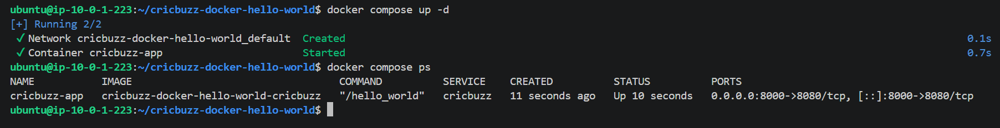 ubuntu@ip-10-0-1-223:~/cricbuzz-docker-hello-world$ docker compose up -d
[+] Running 2/2
✔ Network cricbuzz-docker-hello-world_default  Created 0.1s
✔ Container cricbuzz-app Started 0.7s
ubuntu@ip-10-0-1-223:~/cricbuzz-docker-hello-world$ docker compose ps
NAME IMAGE COMMAND SERVICE CREATED STATUS PORTS
cricbuzz-app cricbuzz-docker-hello-world-cricbuzz "/hello_world" cricbuzz 11 seconds ago Up 10 seconds 0.0.0.0:8000->8080/tcp, [::]:8000->8080/tcp
ubuntu@ip-10-0-1-223:~/cricbuzz-docker-hello-world$